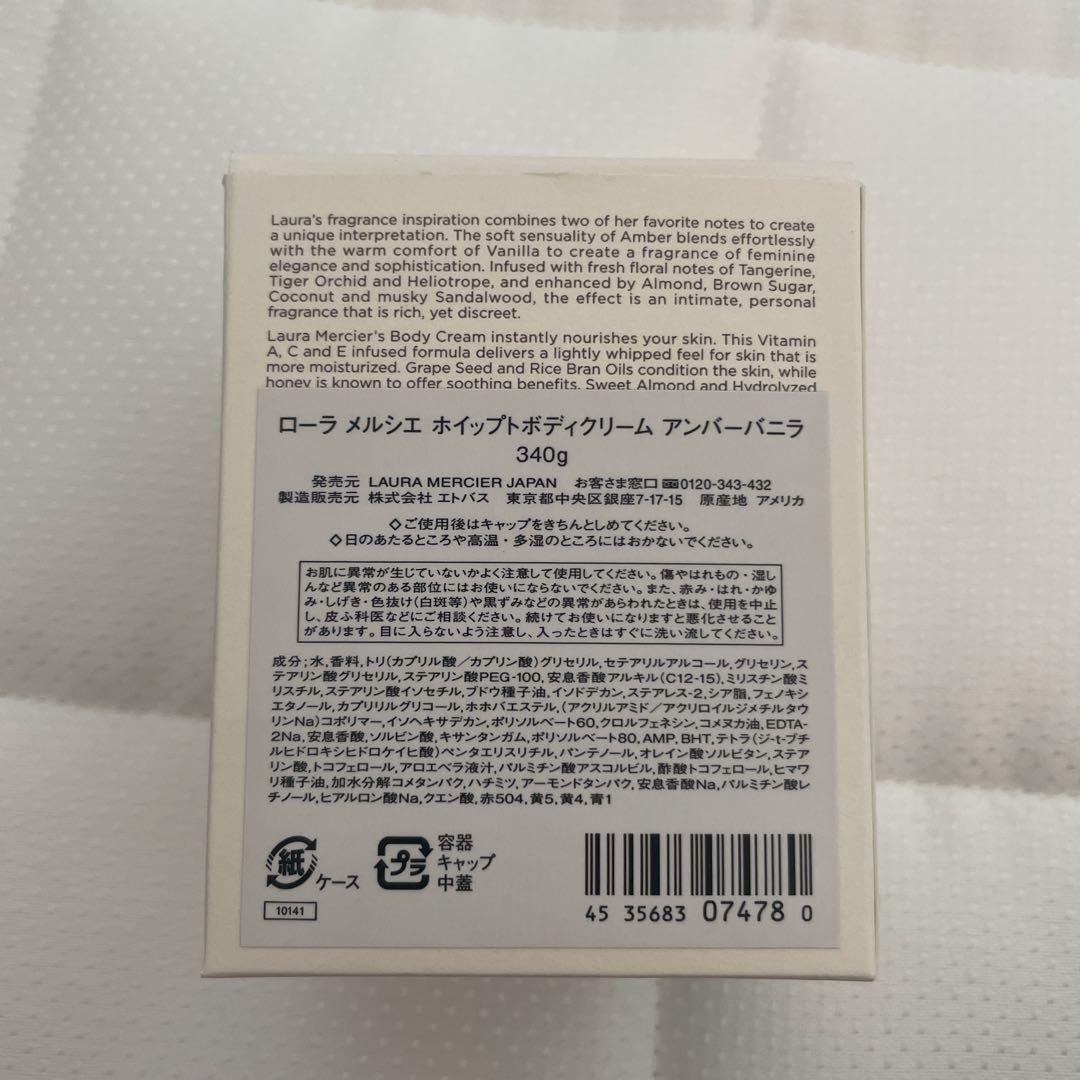 Laura's fragrance inspiration combines two of her favorite notes to create
a unique interpretation. The soft sensuality of Amber blends effortlessly
with the warm comfort of Vanilla to create a fragrance of feminine
elegance and sophistication. Infused with fresh floral notes of Tangerine,
Tiger Orchid and Heliotrope, and enhanced by Almond, Brown Sugar,
Coconut and musky Sandalwood, the effect is an intimate, personal
fragrance that is rich, yet discreet.
Laura Mercier's Body Cream instantly nourishes your skin. This Vitamin
A, C and E infused formula delivers a lightly whipped feel for skin that is
more moisturized. Grape Seed and Rice Bran Oils condition the skin, while
honey is known to offer soothing benefits. Sweet Almond and Hydrolyzed
ローラ メルシエ ホイップトボディクリーム アンバーバニラ
340g
発売元 LAURA MERCIER JAPAN お客さま窓口 0120-343-432
製造販売元 株式会社 エトバス 東京都中央区銀座7-17-15 原産地 アメリカ
◇ご使用後はキャップをきちんとしめてください。
◇日のあたるところや高温・多湿のところにはおかないでください。
お肌に異常が生じていないかよく注意して使用してください。傷やはれもの・湿し
んなど異常のある部位にはお使いにならないでください。また、赤み・はれ・かゆ
み・しげき・色抜け(白斑等)や黒ずみなどの異常があらわれたときは、使用を中止
し、皮ふ科医などにご相談ください。続けてお使いになりますと悪化させること
があります。目に入らないよう注意し、入ったときはすぐに洗い流してください。
成分;水,香料,トリ(カプリル酸/カプリン酸)グリセリル,セテアリルアルコール,グリセリン,ス
テアリン酸グリセリル,ステアリン酸PEG-100,安息香酸アルキル(C12-15),ミリスチン酸ミ
リスチル,ステアリン酸イソセチル,ブドウ種子油,イソドデカン,ステアレス-2,シア脂,フェノキシ
エタノール,カプリリルグリコール,ホホバエステル,(アクリルアミド/アクリロイルジメチルタウ
リンNa)コポリマー,イソヘキサデカン,ポリソルベート60,クロルフェネシン,コメヌカ油,EDTA-
2Na,安息香酸,ソルビン酸,キサンタンガム,ポリソルベート80,AMP,BHT,テトラ(ジ-t-ブチ
ルヒドロキシヒドロケイヒ酸)ペンタエリスリチル,パンテノール,オレイン酸ソルビタン,ステア
リン酸,トコフェロール,アロエベラ液汁,パルミチン酸アスコルビル,酢酸トコフェロール,ヒマワ
リ種子油,加水分解コメタンパク,ハチミツ,アーモンドタンパク,安息香酸Na,パルミチン酸レ
チノール,ヒアルロン酸Na,クエン酸,赤504,黄5,黄4,青1
紙 ケース
プラ 容器
キャップ
中蓋
10141
45 35683 07478 0